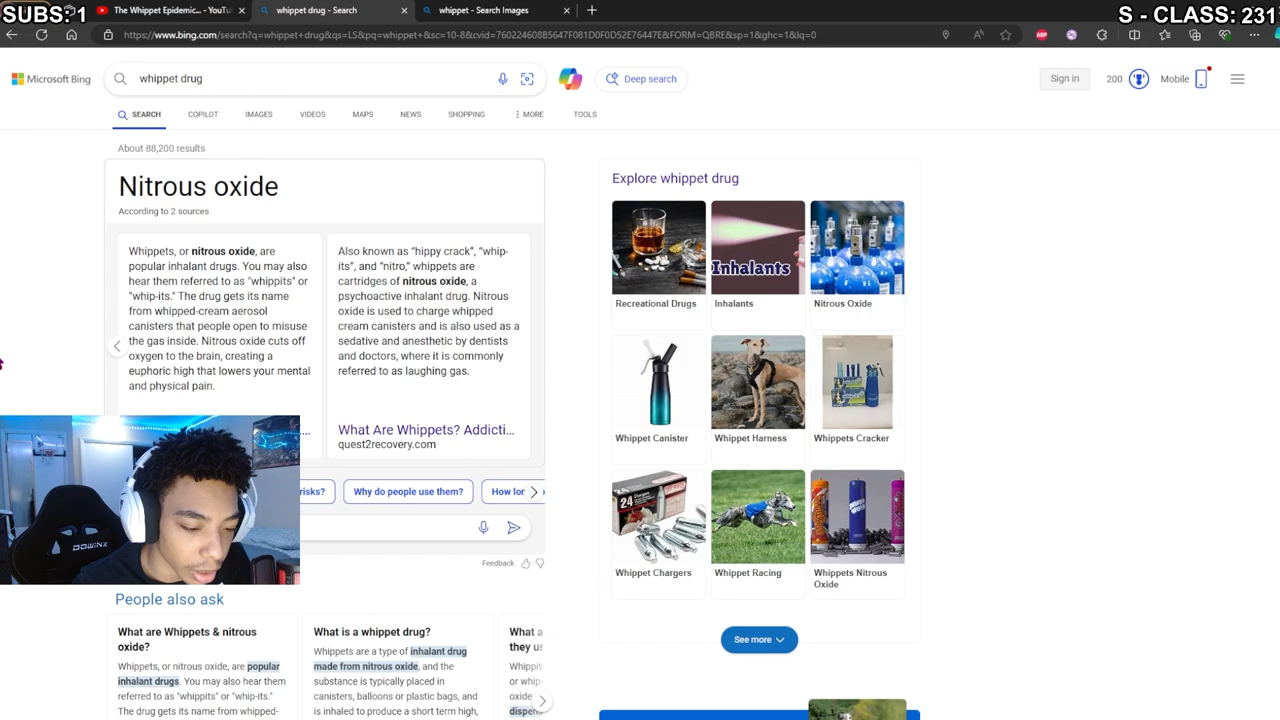 SUBS:1
S - CLASS: 231
The Whippet Epidemic... - YouTu
whippet drug - Search
whippet - Search Images
https://www.bing.com/search?q=whippet+drug&qs=LS&pq=whippet+&sc=10-8&cvid=760224608B5647F081D0F0D52E76447E&FORM=QBRE&sp=1&ghc=1&lq=0
ABP
Microsoft Bing
whippet drug
Deep search
Sign in
200
Mobile
SEARCH
COPILOT
IMAGES
VIDEOS
MAPS
NEWS
SHOPPING
MORE
TOOLS
About 88,200 results
Nitrous oxide
According to 2 sources
Whippets, or nitrous oxide, are
popular inhalant drugs. You may also
hear them referred to as "whippits" or
"whip-its." The drug gets its name
from whipped-cream aerosol
canisters that people open to misuse
the gas inside. Nitrous oxide cuts off
oxygen to the brain, creating a
euphoric high that lowers your mental
and physical pain.
...
Also known as “hippy crack”, “whip-
its”, and “nitro,” whippets are
cartridges of nitrous oxide, a
psychoactive inhalant drug. Nitrous
oxide is used to charge whipped
cream canisters and is also used as a
sedative and anesthetic by dentists
and doctors, where it is commonly
referred to as laughing gas.
What Are Whippets? Addicti...
quest2recovery.com
risks?
Why do people use them?
How lon
Feedback
DOWINX
People also ask
What are Whippets & nitrous
oxide?
Whippets, or nitrous oxide, are popular
inhalant drugs. You may also hear them
referred to as "whippits" or "whip-its."
The drug gets its name from whipped-
What is a whippet drug?
Whippets are a type of inhalant drug
made from nitrous oxide, and the
substance is typically placed in
canisters, balloons or plastic bags, and
is inhaled to produce a short term high,
What a
they us
Whippit
or whip-
oxide
dispen
Explore whippet drug
Recreational Drugs
Inhalants
Inhalants
Nitrous Oxide
Whippet Canister
Whippet Harness
Whippets Cracker
24
24
Chargers
Whippet Chargers
Whippet Racing
Whippets Nitrous
Oxide
See more